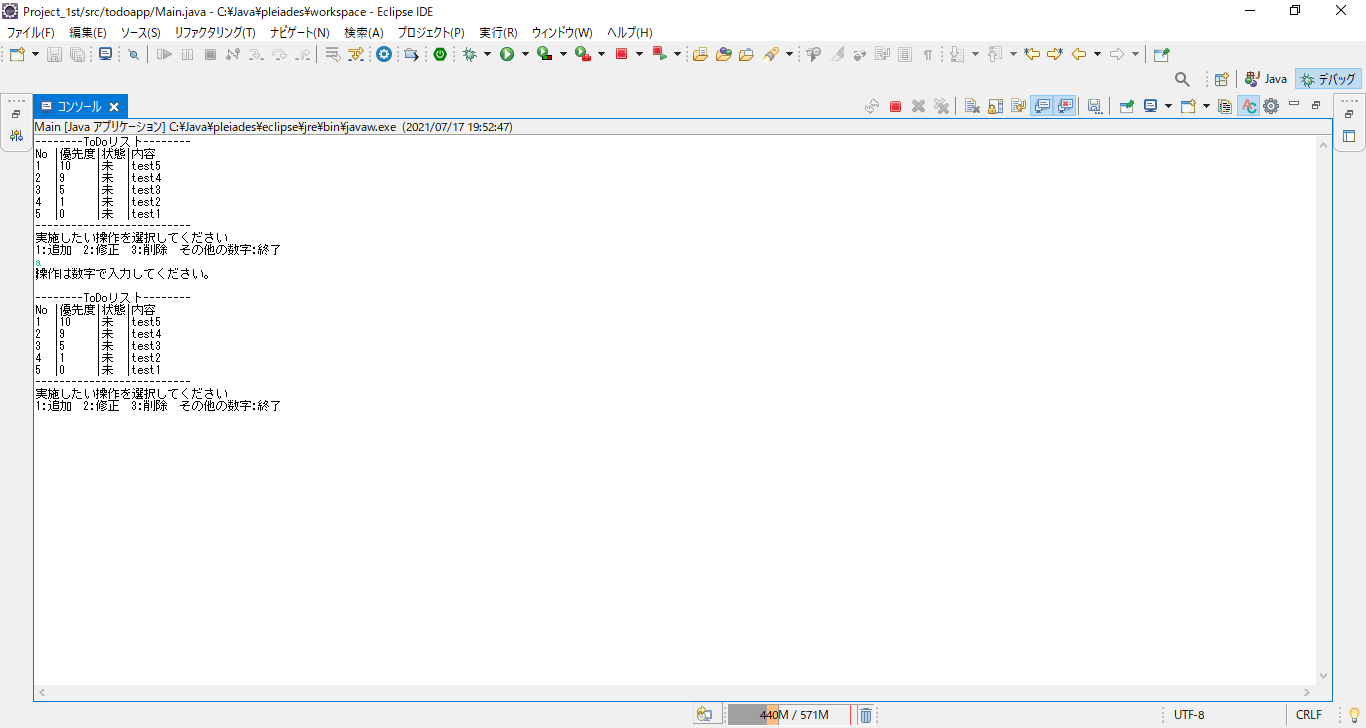 Project_1st/src/todoapp/Main.java - C:¥Java¥pleiades¥workspace - Eclipse IDE
ファイル(F) 編集(E) ソース(S) リファクタリング(T) ナビゲート(N) 検索(A) プロジェクト(P) 実行(R) ウィンドウ(W) ヘルプ(H)
Java デバッグ
コンソール
Main [Java アプリケーション] C:¥Java¥pleiades¥eclipse¥jre¥bin¥javaw.exe (2021/07/17 19:52:47)
--------ToDoリスト--------
No |優先度|状態|内容
1 |10 |未 |test5
2 |9 |未 |test4
3 |5 |未 |test3
4 |1 |未 |test2
5 |0 |未 |test1
--------------------------
実施したい操作を選択してください
1:追加 2:修正 3:削除 その他の数字:終了
a
操作は数字で入力してください。
--------ToDoリスト--------
No |優先度|状態|内容
1 |10 |未 |test5
2 |9 |未 |test4
3 |5 |未 |test3
4 |1 |未 |test2
5 |0 |未 |test1
--------------------------
実施したい操作を選択してください
1:追加 2:修正 3:削除 その他の数字:終了
440M / 571M UTF-8 CRLF